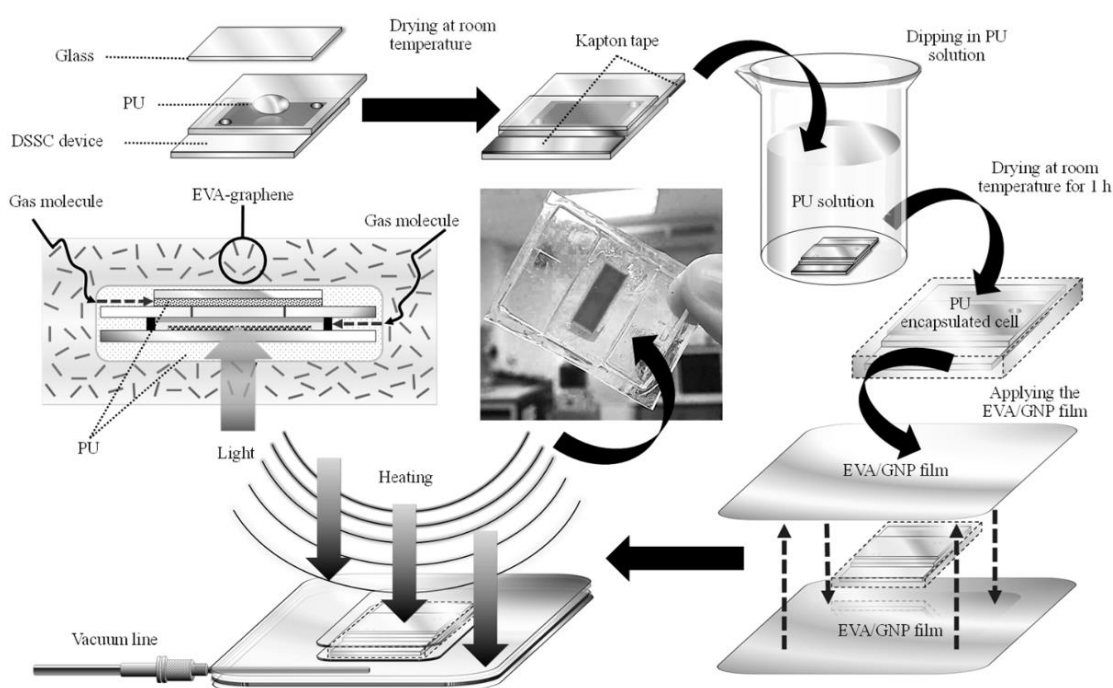 Glass
PU
DSSC device
Drying at room
temperature
Kapton tape
Dipping in PU
solution
PU solution
Drying at room
temperature for 1 h
PU
encapsulated cell
Applying the
EVA/GNP film
EVA/GNP film
EVA/GNP film
Gas molecule
EVA-graphene
Gas molecule
PU
Light
Heating
Vacuum line